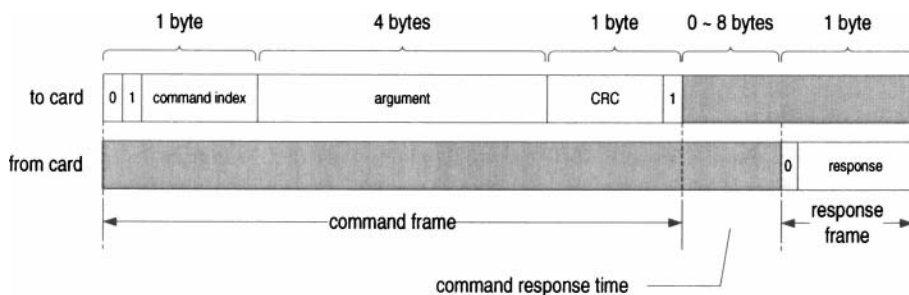 1 byte 4 bytes 1 byte 0 ~ 8 bytes 1 byte
to card 0 1 command index argument CRC 1
from card 0 response
command frame response frame
command response time